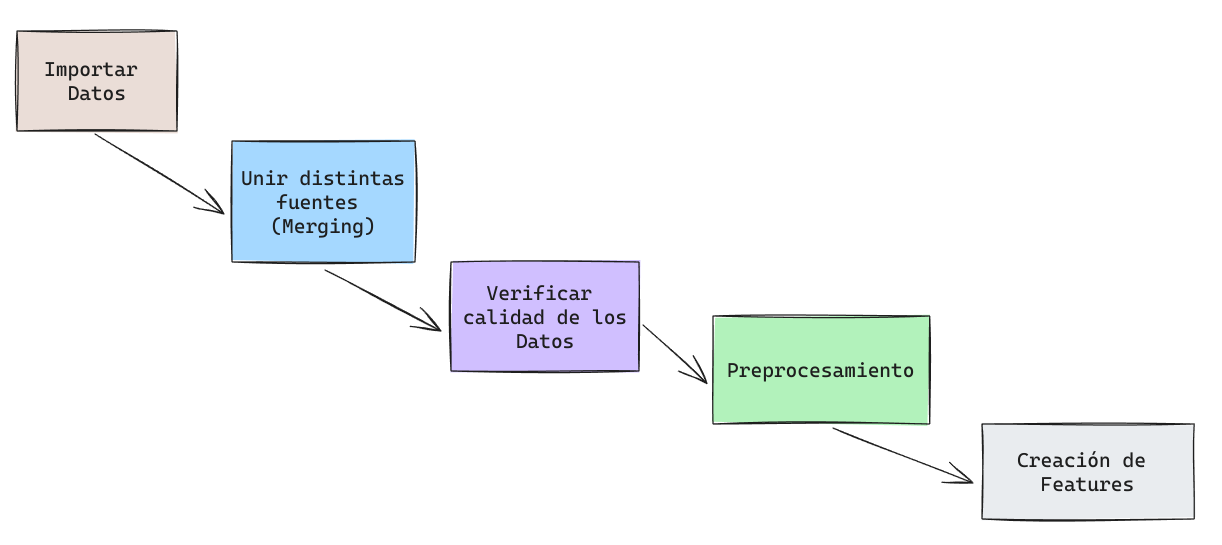 Importar
Datos
Unir distintas
fuentes
(Merging)
Verificar
calidad de los
Datos
Preprocesamiento
Creación de
Features